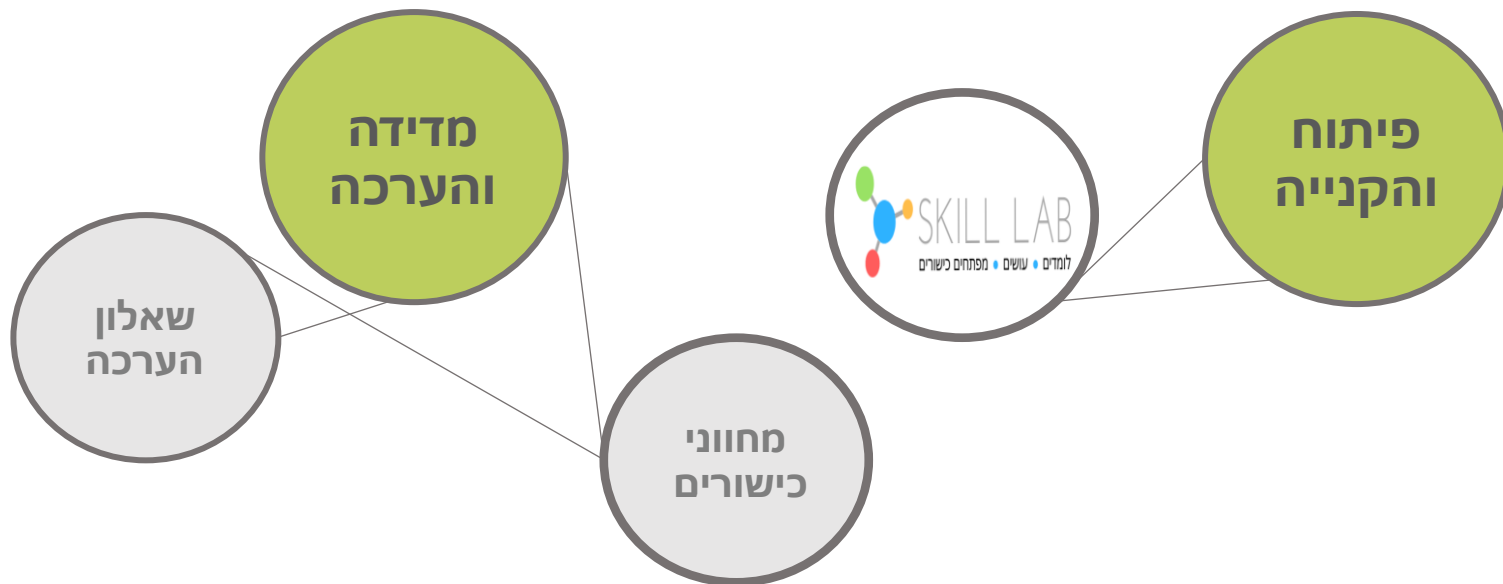 פיתוח
והקנייה
SKILL LAB
לומדים • עושים • מפתחים כישורים
מדידה
והערכה
שאלון
הערכה
מחווני
כישורים